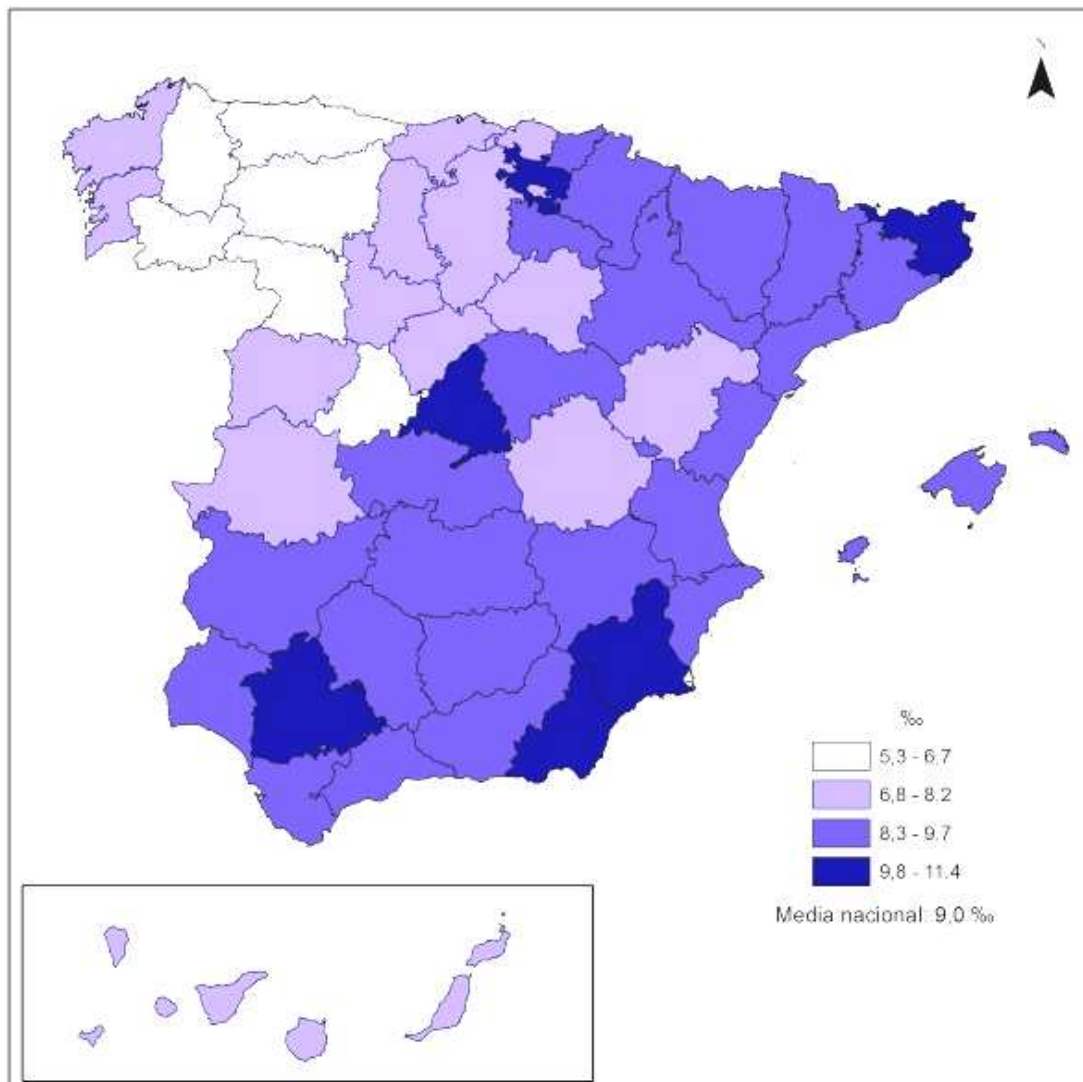 ‰
5,3 - 6.7
6,8 - 8.2
8,3 - 9.7
9,8 - 11.4
Media nacional: 9,0 ‰